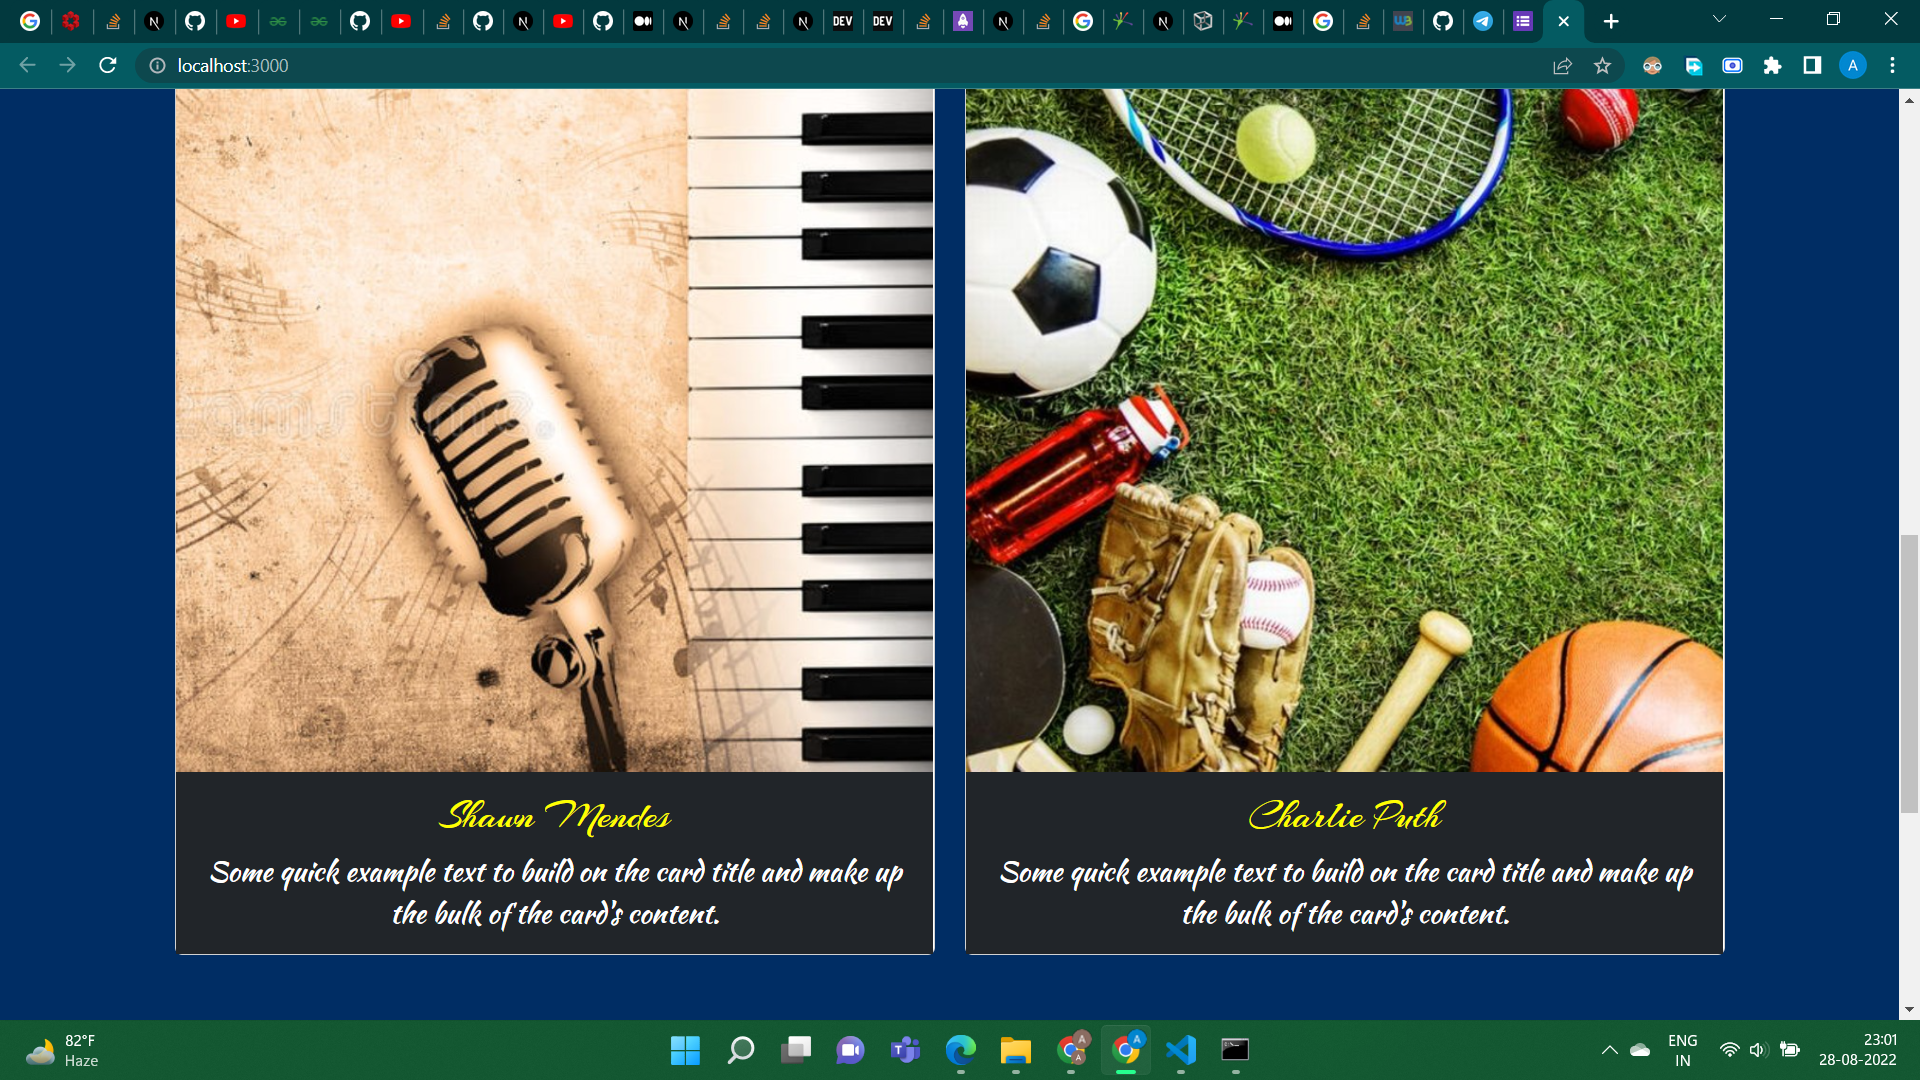 DEV
DEV
localhost:3000
A
Shawn Mendes
Some quick example text to build on the card title and make up
the bulk of the card's content.
Charlie Puth
Some quick example text to build on the card title and make up
the bulk of the card's content.
82°F
Haze
ENG
IN
23:01
28-08-2022